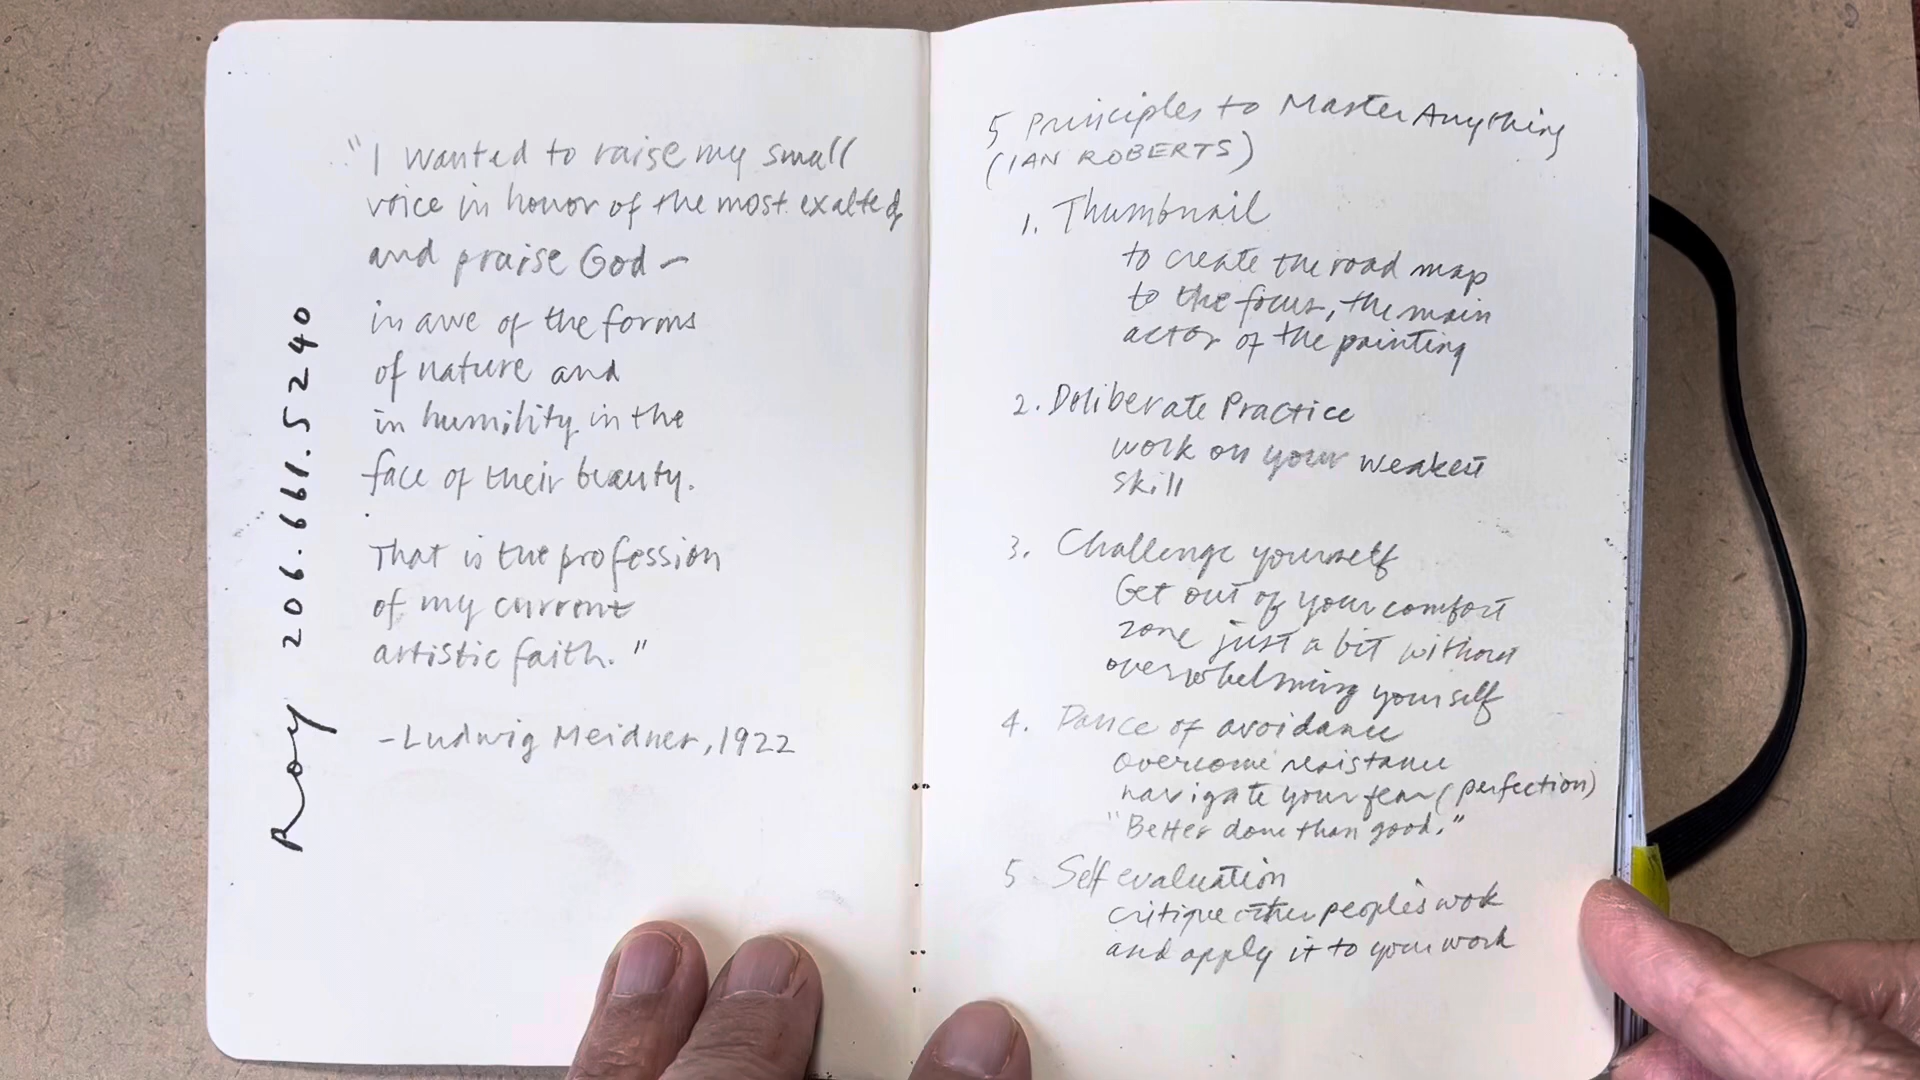 "I wanted to raise my small
voice in honor of the most exalted
and praise God –
in awe of the forms
of nature and
in humility in the
face of their beauty.
That is the profession
of my current
artistic faith."
-Ludwig Meidner, 1922
Roy 206.661.5240
5 Principles to Master Anything
(IAN ROBERTS)
1. Thumbnail
to create the road map
to the focus, the main
actor of the painting
2. Deliberate Practice
work on your weakest
skill
3. Challenge yourself
Get out of your comfort
zone just a bit without
overwhelming yourself
4. Dance of avoidance
overcome resistance
navigate your fear (perfection)
"Better done than good."
5 Self evaluation
critique other people's wok
and apply it to your work